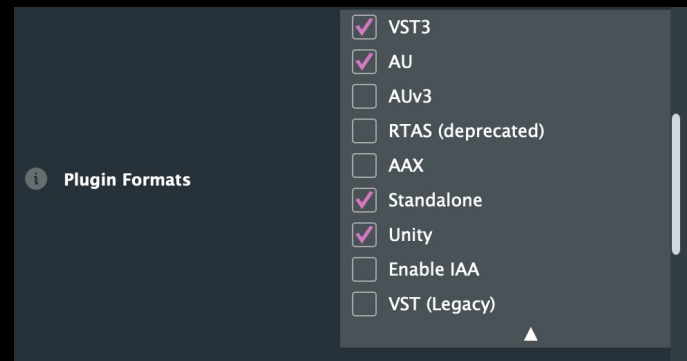 VST3
AU
AUv3
RTAS (deprecated)
AAX
Plugin Formats
Standalone
Unity
Enable IAA
VST (Legacy)